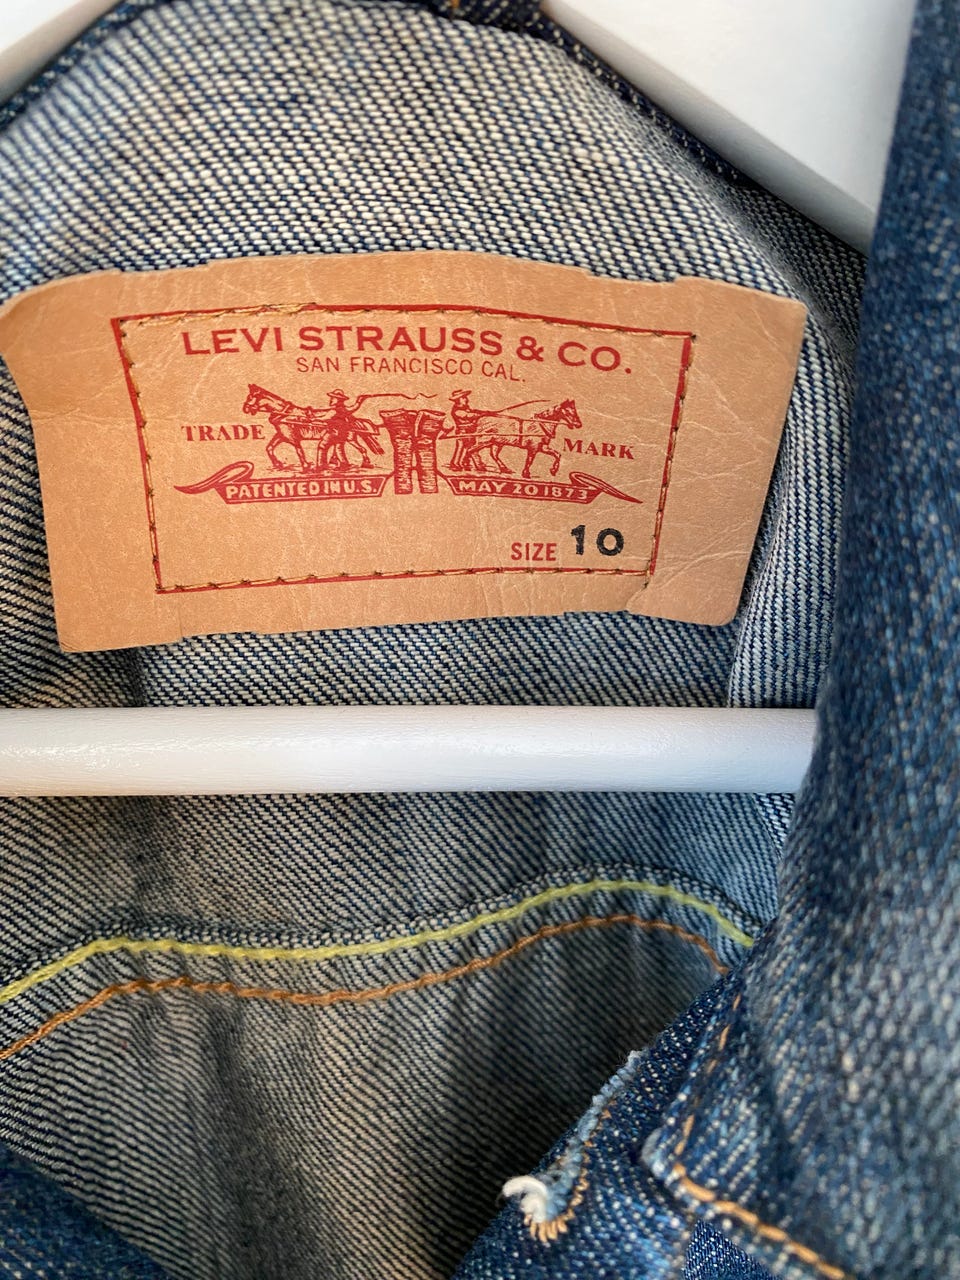 LEVI STRAUSS & CO.
SAN FRANCISCO CAL.
TRADE MARK
PATENTED IN U.S. MAY 20 1873
SIZE 10